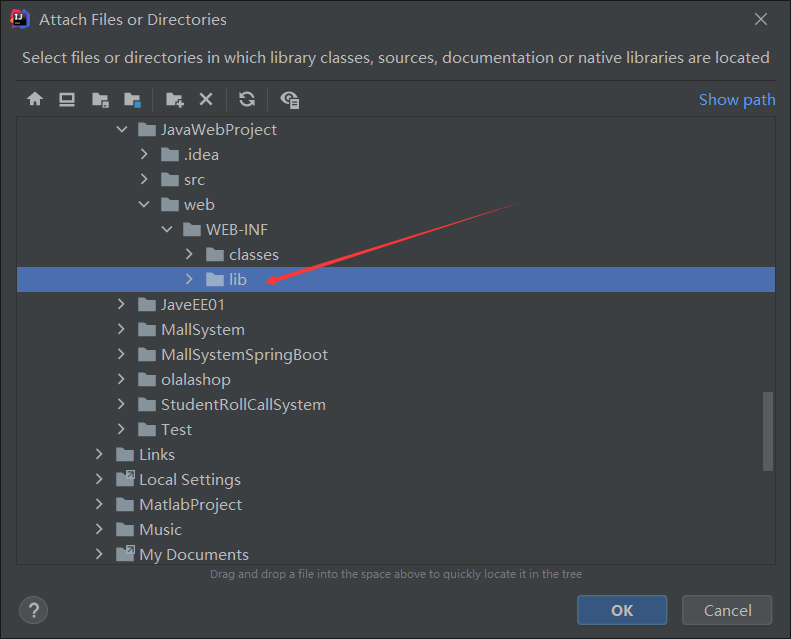 Attach Files or Directories
Select files or directories in which library classes, sources, documentation or native libraries are located
Show path
JavaWebProject
.idea
src
web
WEB-INF
classes
lib
JaveEE01
MallSystem
MallSystemSpringBoot
olalashop
StudentRollCallSystem
Test
Links
Local Settings
MatlabProject
Music
My Documents
Drag and drop a file into the space above to quickly locate it in the tree
? OK Cancel